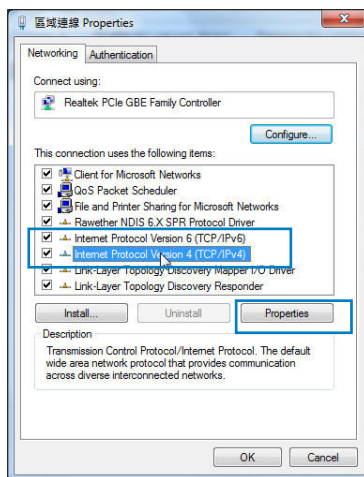 區域連線 Properties
Networking Authentication
Connect using:
Realtek PCIe GBE Family Controller
Configure...
This connection uses the following items:
Client for Microsoft Networks
QoS Packet Scheduler
File and Printer Sharing for Microsoft Networks
Rawether NDIS 6.X SPR Protocol Driver
Internet Protocol Version 6 (TCP/IPv6)
Internet Protocol Version 4 (TCP/IPv4)
Link-Layer Topology Discovery Mapper I/O Driver
Link-Layer Topology Discovery Responder
Install... Uninstall Properties
Description
Transmission Control Protocol/Internet Protocol. The default
wide area network protocol that provides communication
across diverse interconnected networks.
OK Cancel